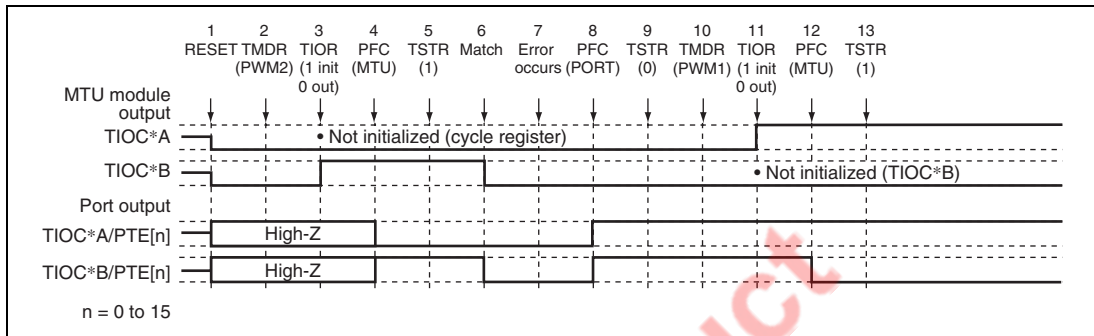 1 2 3 4 5 6 7 8 9 10 11 12 13
RESET TMDR TIOR PFC TSTR Match Error PFC TSTR TMDR TIOR PFC TSTR
(PWM2) (1 init (MTU) (1) occurs (PORT) (0) (PWM1) (1 init (MTU) (1)
0 out) 0 out)
MTU module
output
TIOC*A • Not initialized (cycle register)
TIOC*B • Not initialized (TIOC*B)
Port output
TIOC*A/PTE[n] High-Z
TIOC*B/PTE[n] High-Z
n = 0 to 15